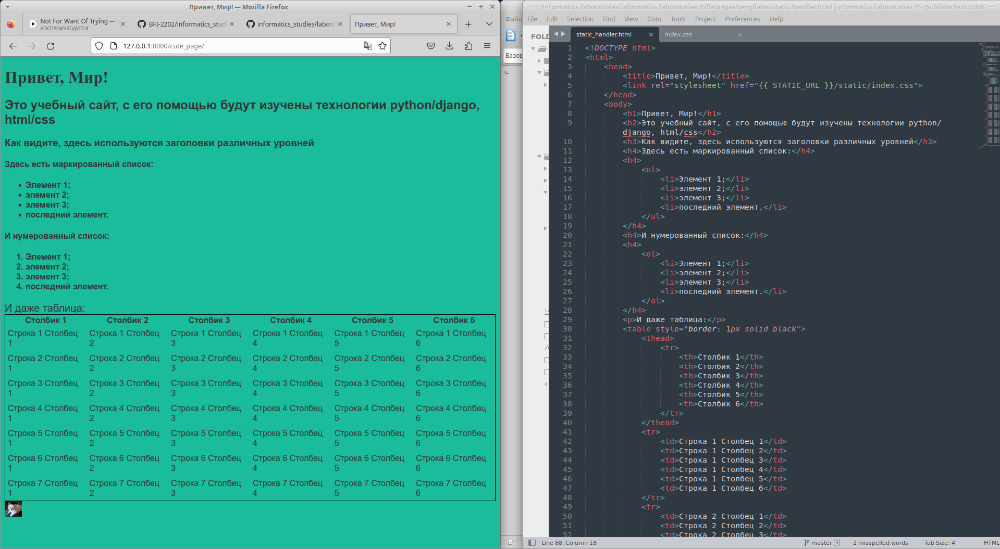 Привет, Мир! — Mozilla Firefox
Not For Want Of Trying —
ВОСПРОИЗВОДИТСЯ
BFI-2202/informatics_studi
informatics_studies/labora
Привет, Мир!
127.0.0.1:8000/cute_page/
Привет, Мир!
Это учебный сайт, с его помощью будут изучены технологии python/django,
html/css
Как видите, здесь используются заголовки различных уровней
Здесь есть маркированный список:
• Элемент 1;
• элемент 2;
• элемент 3;
• последний элемент.
И нумерованный список:
1. Элемент 1;
2. элемент 2;
3. элемент 3;
4. последний элемент.
И даже таблица:
Столбик 1 Столбик 2 Столбик 3 Столбик 4 Столбик 5 Столбик 6
Строка 1 Столбец Строка 1 Столбец Строка 1 Столбец Строка 1 Столбец Строка 1 Столбец Строка 1 Столбец
1 2 3 4 5 6
Строка 2 Столбец Строка 2 Столбец Строка 2 Столбец Строка 2 Столбец Строка 2 Столбец Строка 2 Столбец
1 2 3 4 5 6
Строка 3 Столбец Строка 3 Столбец Строка 3 Столбец Строка 3 Столбец Строка 3 Столбец Строка 3 Столбец
1 2 3 4 5 6
Строка 4 Столбец Строка 4 Столбец Строка 4 Столбец Строка 4 Столбец Строка 4 Столбец Строка 4 Столбец
1 2 3 4 5 6
Строка 5 Столбец Строка 5 Столбец Строка 5 Столбец Строка 5 Столбец Строка 5 Столбец Строка 5 Столбец
1 2 3 4 5 6
Строка 6 Столбец Строка 6 Столбец Строка 6 Столбец Строка 6 Столбец Строка 6 Столбец Строка 6 Столбец
1 2 3 4 5 6
Строка 7 Столбец Строка 7 Столбец Строка 7 Столбец Строка 7 Столбец Строка 7 Столбец Строка 7 Столбец
1 2 3 4 5 6
Файл
Базов
~/informatics_laboratories/informatics_laboratories_9/flatpages/templates/static_handler.html (informatics_laboratories_9) - Sublime Text (UNR
File Edit Selection Find View Goto Tools Project Preferences Help
FOLD
static_handler.html
index.css
1 <!DOCTYPE html>
2 <html>
3 <head>
4 <title>Привет, Мир!</title>
5 <link rel="stylesheet" href="{{ STATIC_URL }}/static/index.css">
6 </head>
7 <body>
8 <h1>Привет, Мир!</h1>
9 <h2>Это учебный сайт, с его помощью будут изучены технологии python/
django, html/css</h2>
10 <h3>Как видите, здесь используются заголовки различных уровней</h3>
11 <h4>Здесь есть маркированный список:</h4>
12 <h4>
13 <ul>
14 <li>Элемент 1;</li>
15 <li>элемент 2;</li>
16 <li>элемент 3;</li>
17 <li>последний элемент.</li>
18 </ul>
19 </h4>
20 <h4>И нумерованный список:</h4>
21 <h4>
22 <ol>
23 <li>Элемент 1;</li>
24 <li>элемент 2;</li>
25 <li>элемент 3;</li>
26 <li>последний элемент.</li>
27 </ol>
28 </h4>
29 <p>И даже таблица:</p>
30 <table style="border: 1px solid black">
31 <thead>
32 <tr>
33 <th>Столбик 1</th>
34 <th>Столбик 2</th>
35 <th>Столбик 3</th>
36 <th>Столбик 4</th>
37 <th>Столбик 5</th>
38 <th>Столбик 6</th>
39 </tr>
40 </thead>
41 <tr>
42 <td>Строка 1 Столбец 1</td>
43 <td>Строка 1 Столбец 2</td>
44 <td>Строка 1 Столбец 3</td>
45 <td>Строка 1 Столбец 4</td>
46 <td>Строка 1 Столбец 5</td>
47 <td>Строка 1 Столбец 6</td>
48 </tr>
49 <tr>
50 <td>Строка 2 Столбец 1</td>
51 <td>Строка 2 Столбец 2</td>
52 <td>Строка 2 Столбец 3</td>
Line 88, Column 18
master 3
2 misspelled words
Tab Size: 4
HTML